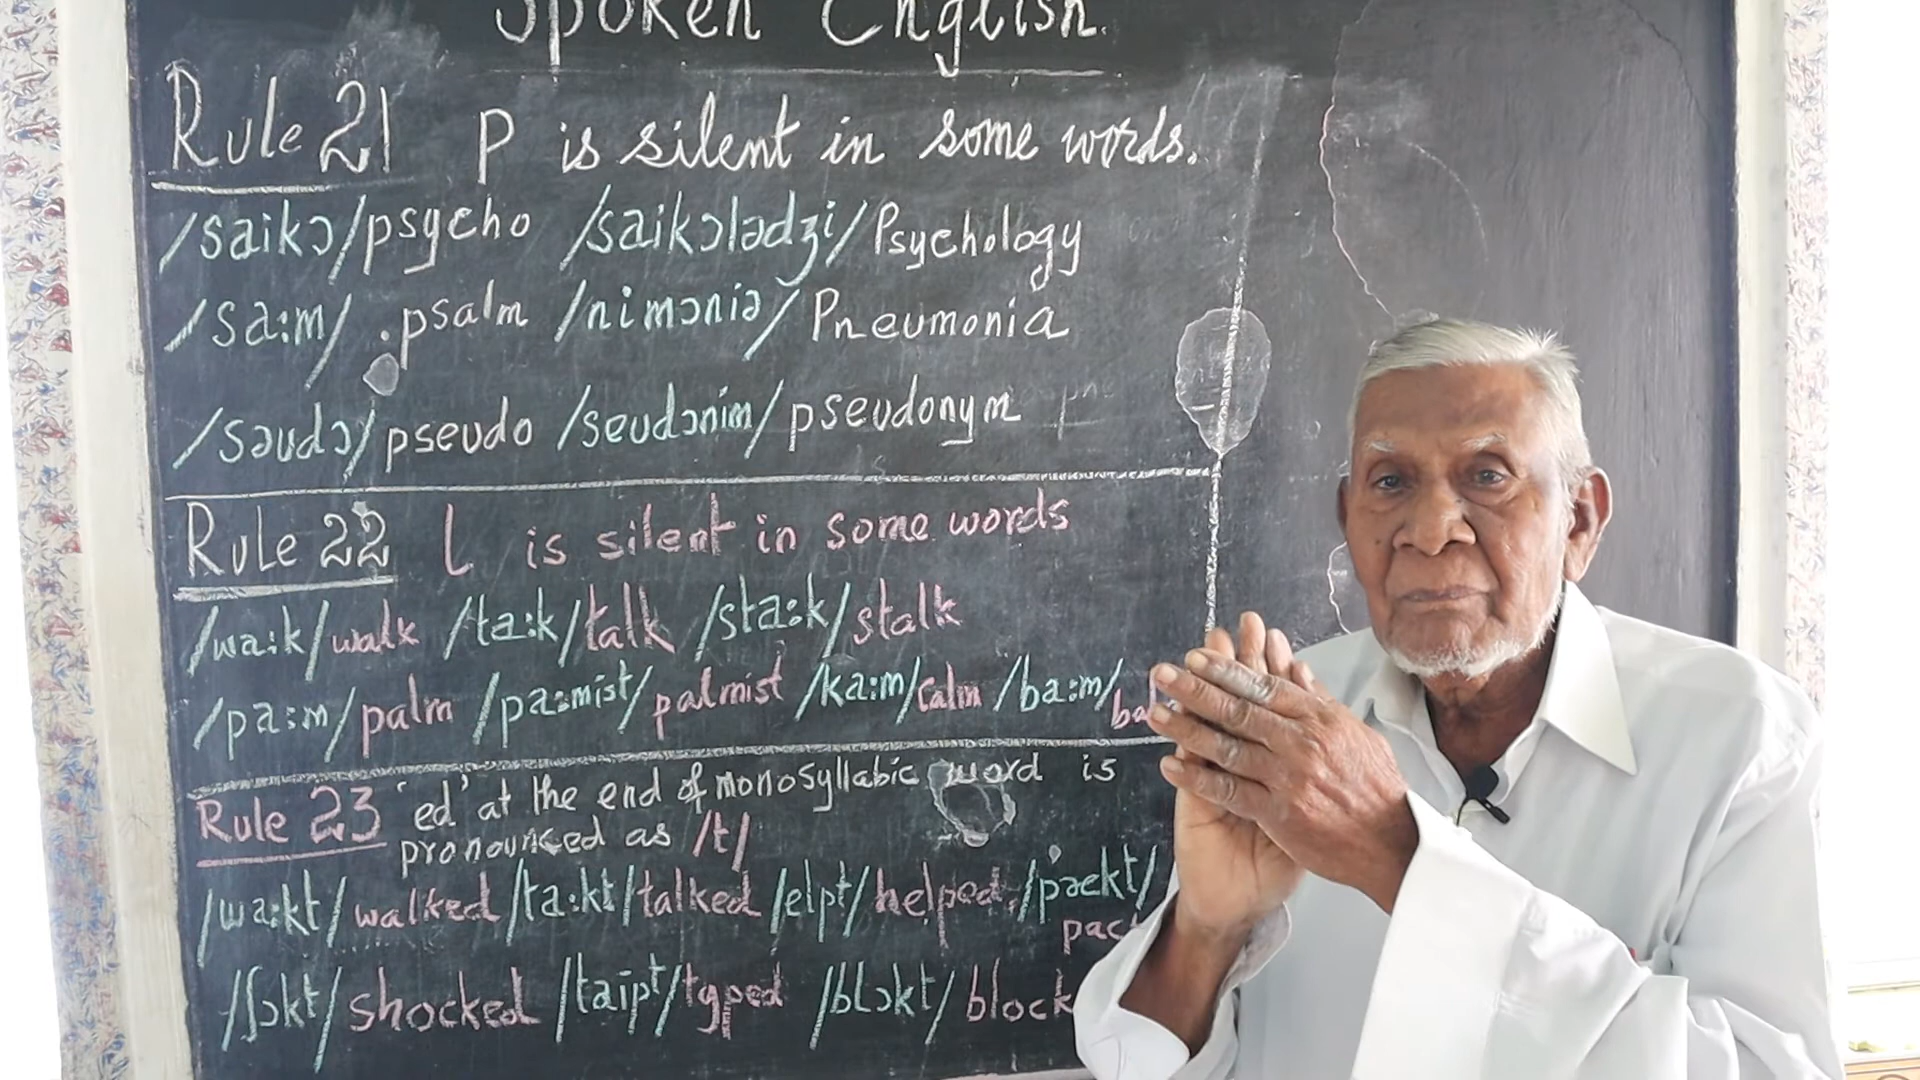 Spoken English.
Rule 21 P is silent in some words.
/saikɔ/psycho /saikɔlədʒi/Psychology
/sa:m/ psalm /nimɔniə/Pneumonia
/səudɔ/pseudo /seudɔnim/pseudonym
Rule 22 l is silent in some words
/wa:k/walk /ta:k/talk /sta:k/stalk
/pa:m/palm /pa:mist/palmist /ka:m/calm /ba:m/
Rule 23 'ed' at the end of monosyllabic word is
pronounced as /t/
/wa:kt/walked /ta:kt/talked /elpt/helped /pækt/
pac
/ʃɔkt/shocked /taipt/typed /blɔkt/block